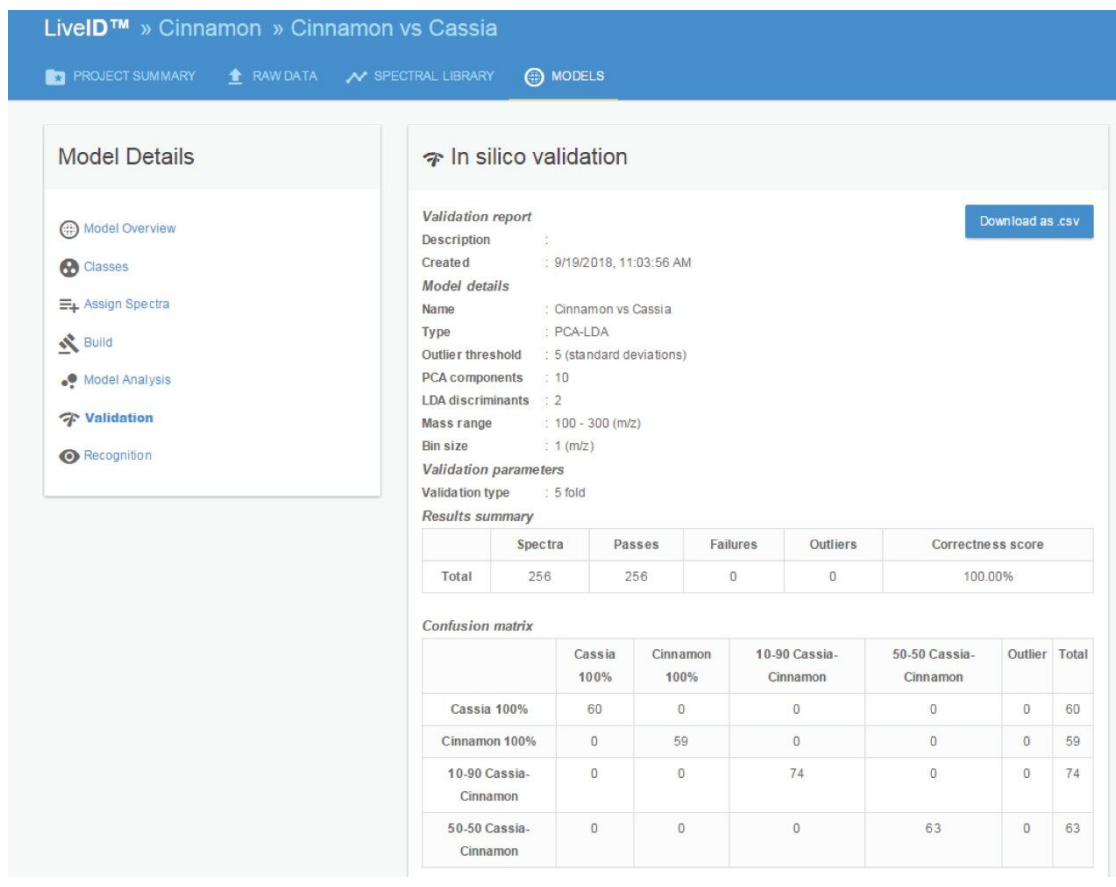 LiveID™ » Cinnamon » Cinnamon vs Cassia
PROJECT SUMMARY RAW DATA SPECTRAL LIBRARY MODELS
Model Details
Model Overview
Classes
Assign Spectra
Build
Model Analysis
Validation
Recognition
In silico validation
Download as .csv
Validation report
Description :
Created : 9/19/2018, 11:03:56 AM
Model details
Name : Cinnamon vs Cassia
Type : PCA-LDA
Outlier threshold : 5 (standard deviations)
PCA components : 10
LDA discriminants : 2
Mass range : 100 - 300 (m/z)
Bin size : 1 (m/z)
Validation parameters
Validation type : 5 fold
Results summary
Spectra Passes Failures Outliers Correctness score
Total 256 256 0 0 100.00%
Confusion matrix
Cassia 100% Cinnamon 100% 10-90 Cassia-Cinnamon 50-50 Cassia-Cinnamon Outlier Total
Cassia 100% 60 0 0 0 0 60
Cinnamon 100% 0 59 0 0 0 59
10-90 Cassia-Cinnamon 0 0 74 0 0 74
50-50 Cassia-Cinnamon 0 0 0 63 0 63